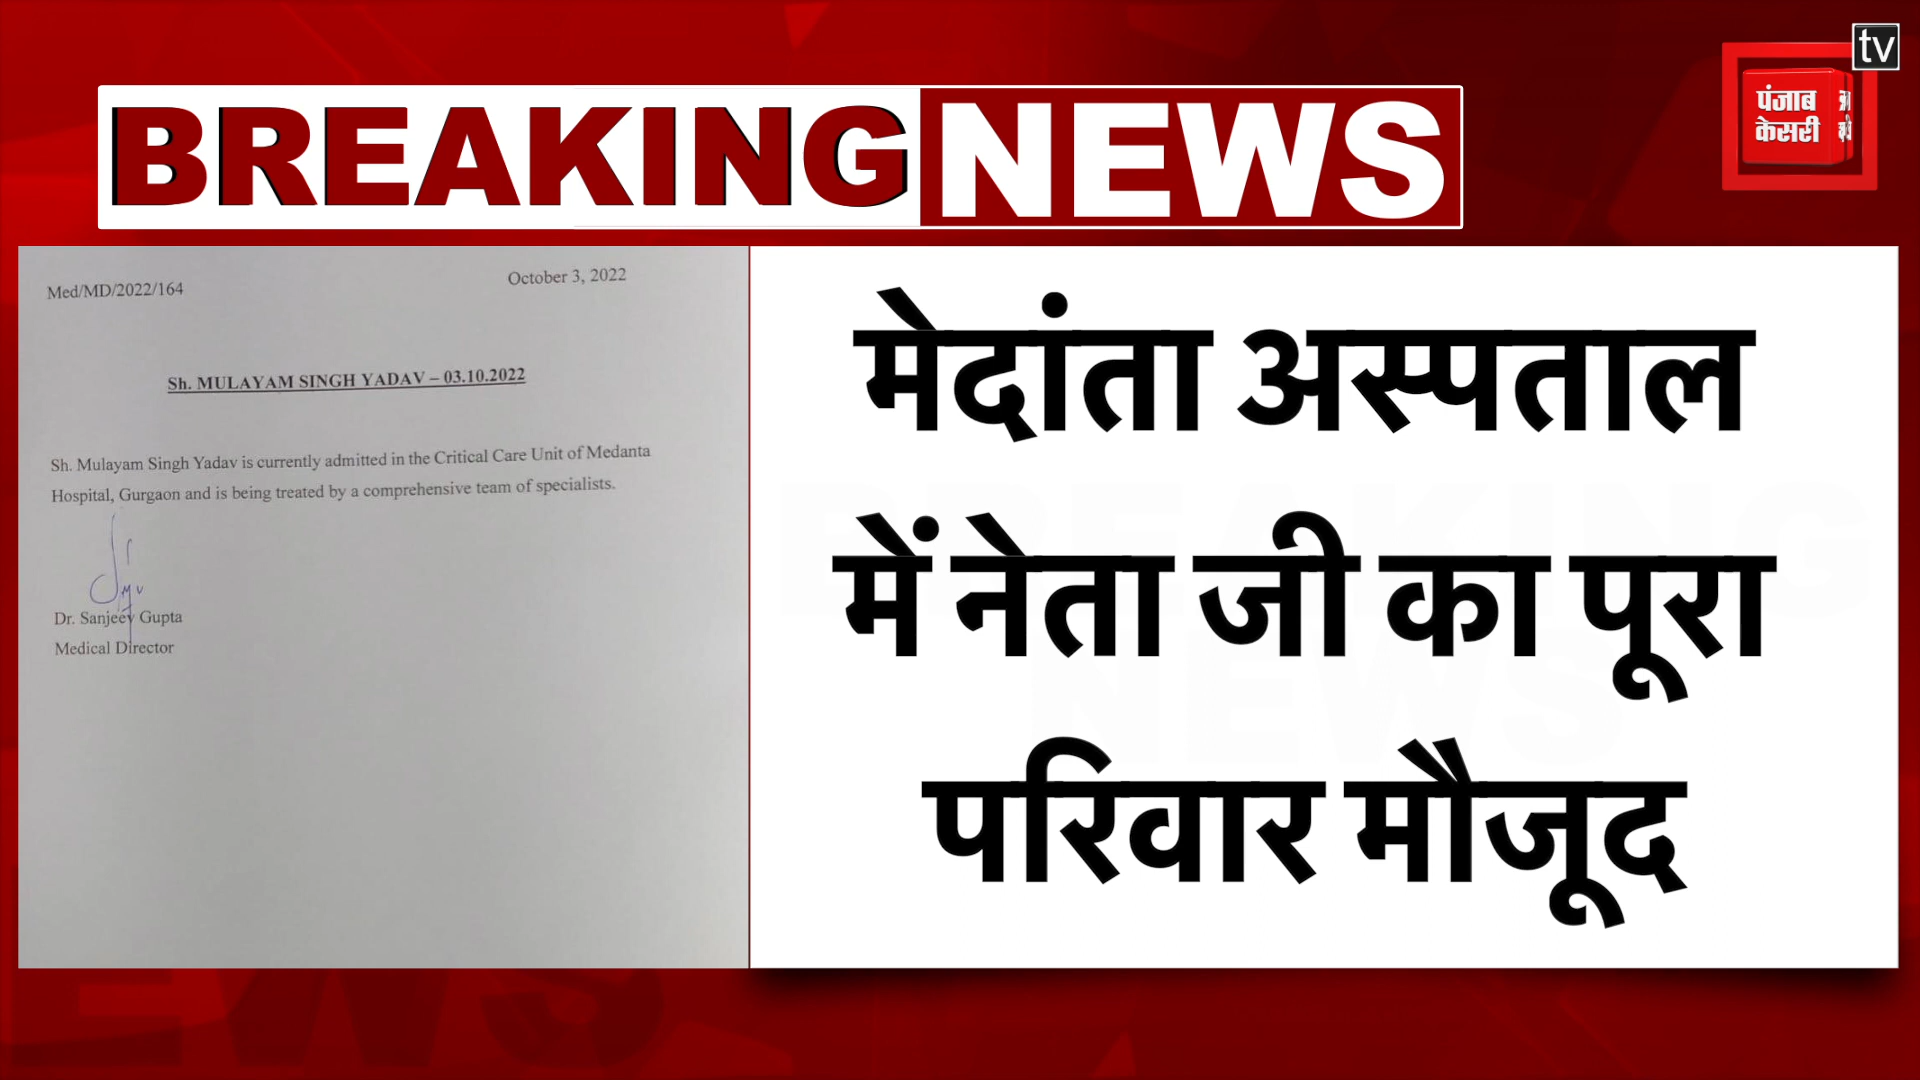 BREAKING NEWS
tv
पंजाब
केसरी
Med/MD/2022/164
October 3, 2022
Sh. MULAYAM SINGH YADAV – 03.10.2022
Sh. Mulayam Singh Yadav is currently admitted in the Critical Care Unit of Medanta
Hospital, Gurgaon and is being treated by a comprehensive team of specialists.
Dr. Sanjeev Gupta
Medical Director
मेदांता अस्पताल
में नेता जी का पूरा
परिवार मौजूद